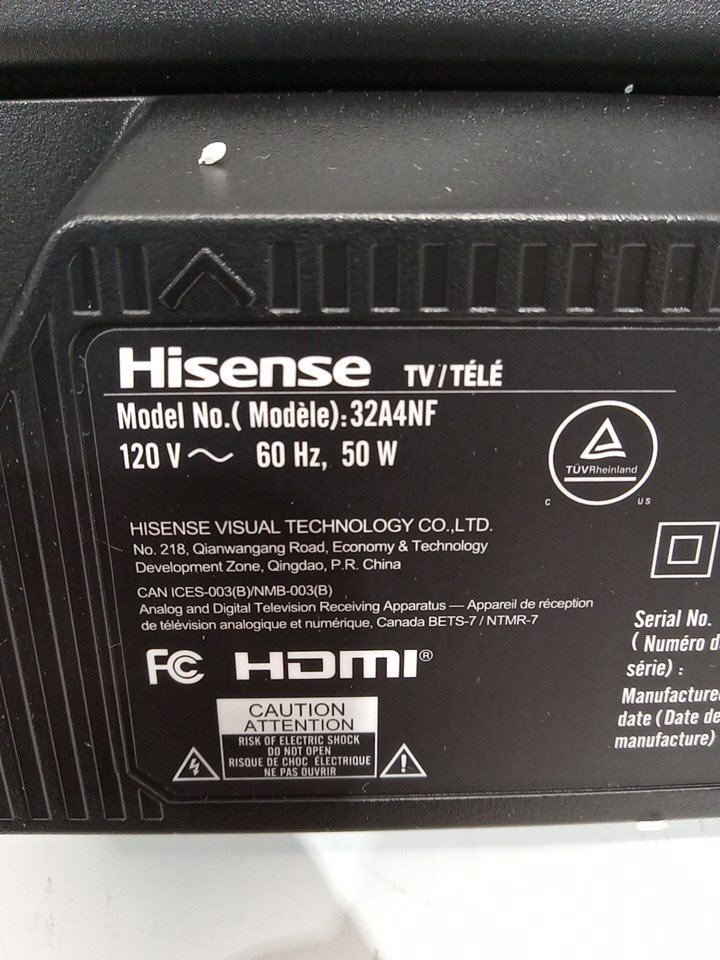 Hisense TV/TÉLÉ
Model No.( Modèle):32A4NF
120 V～ 60 Hz, 50 W
TÜVRheinland
C US
HISENSE VISUAL TECHNOLOGY CO.,LTD.
No. 218, Qianwangang Road, Economy & Technology
Development Zone, Qingdao, P.R. China
CAN ICES-003(B)/NMB-003(B)
Analog and Digital Television Receiving Apparatus — Appareil de réception
de télévision analogique et numérique, Canada BETS-7 / NTMR-7
FC HDMI®
CAUTION
ATTENTION
RISK OF ELECTRIC SHOCK
DO NOT OPEN
RISQUE DE CHOC ÉLECTRIQUE
NE PAS OUVRIR
Serial No.
( Numéro d
série) :
Manufacture
date (Date de
manufacture)